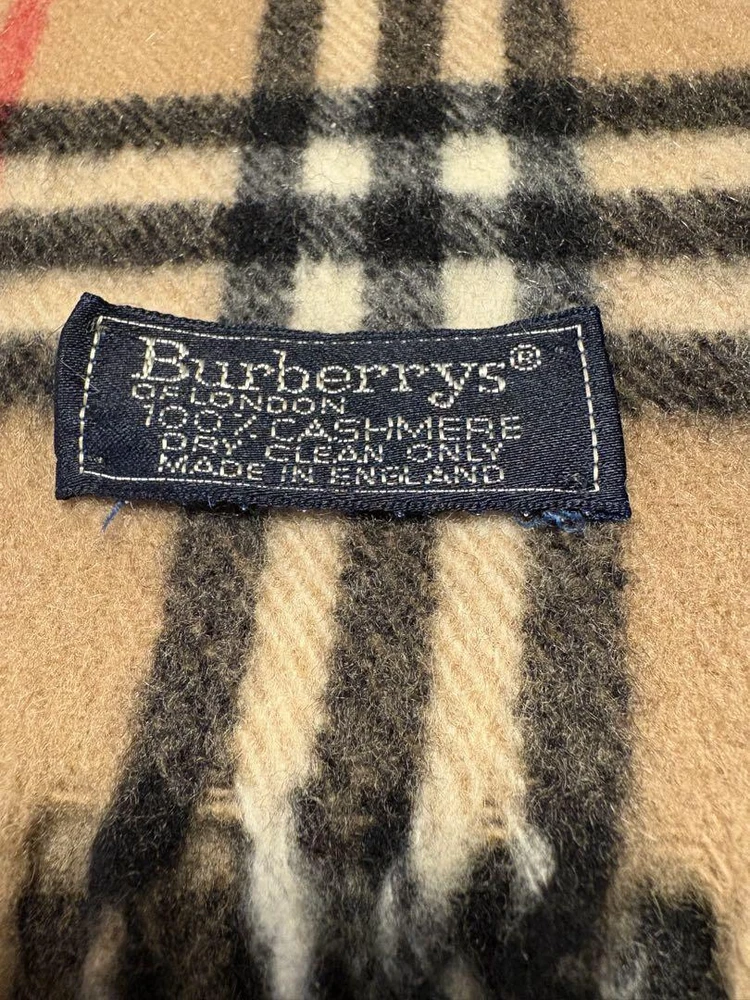 Burberrys®
OF LONDON
100% CASHMERE
DRY CLEAN ONLY
MADE IN ENGLAND